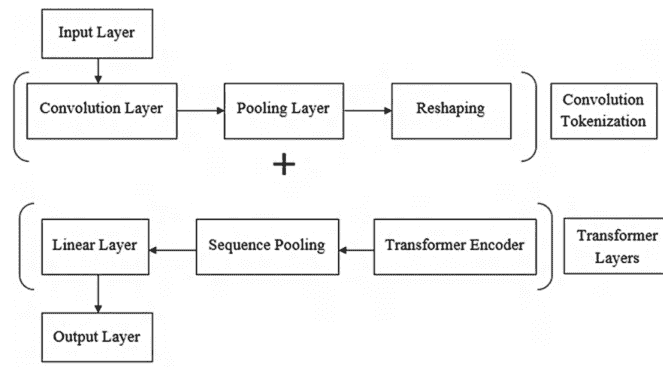 Input Layer
Convolution Layer
Pooling Layer
Reshaping
Convolution
Tokenization
+
Linear Layer
Sequence Pooling
Transformer Encoder
Transformer
Layers
Output Layer